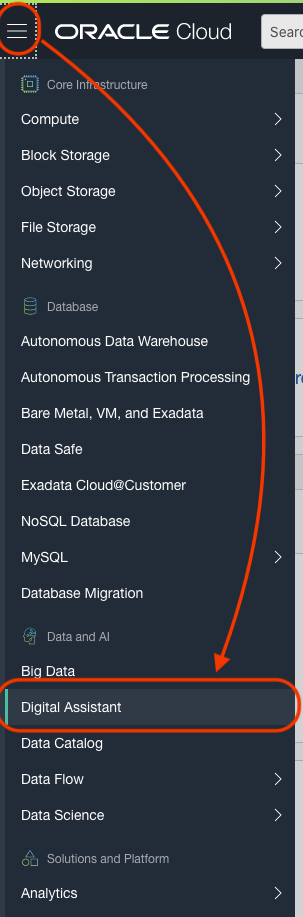 ORACLE Cloud
Sear
Core Infrastructure
Compute
Block Storage
Object Storage
File Storage
Networking
Database
Autonomous Data Warehouse
Autonomous Transaction Processing
Bare Metal, VM, and Exadata
Data Safe
Exadata Cloud@Customer
NoSQL Database
MySQL
Database Migration
Data and AI
Big Data
Digital Assistant
Data Catalog
Data Flow
Data Science
Solutions and Platform
Analytics